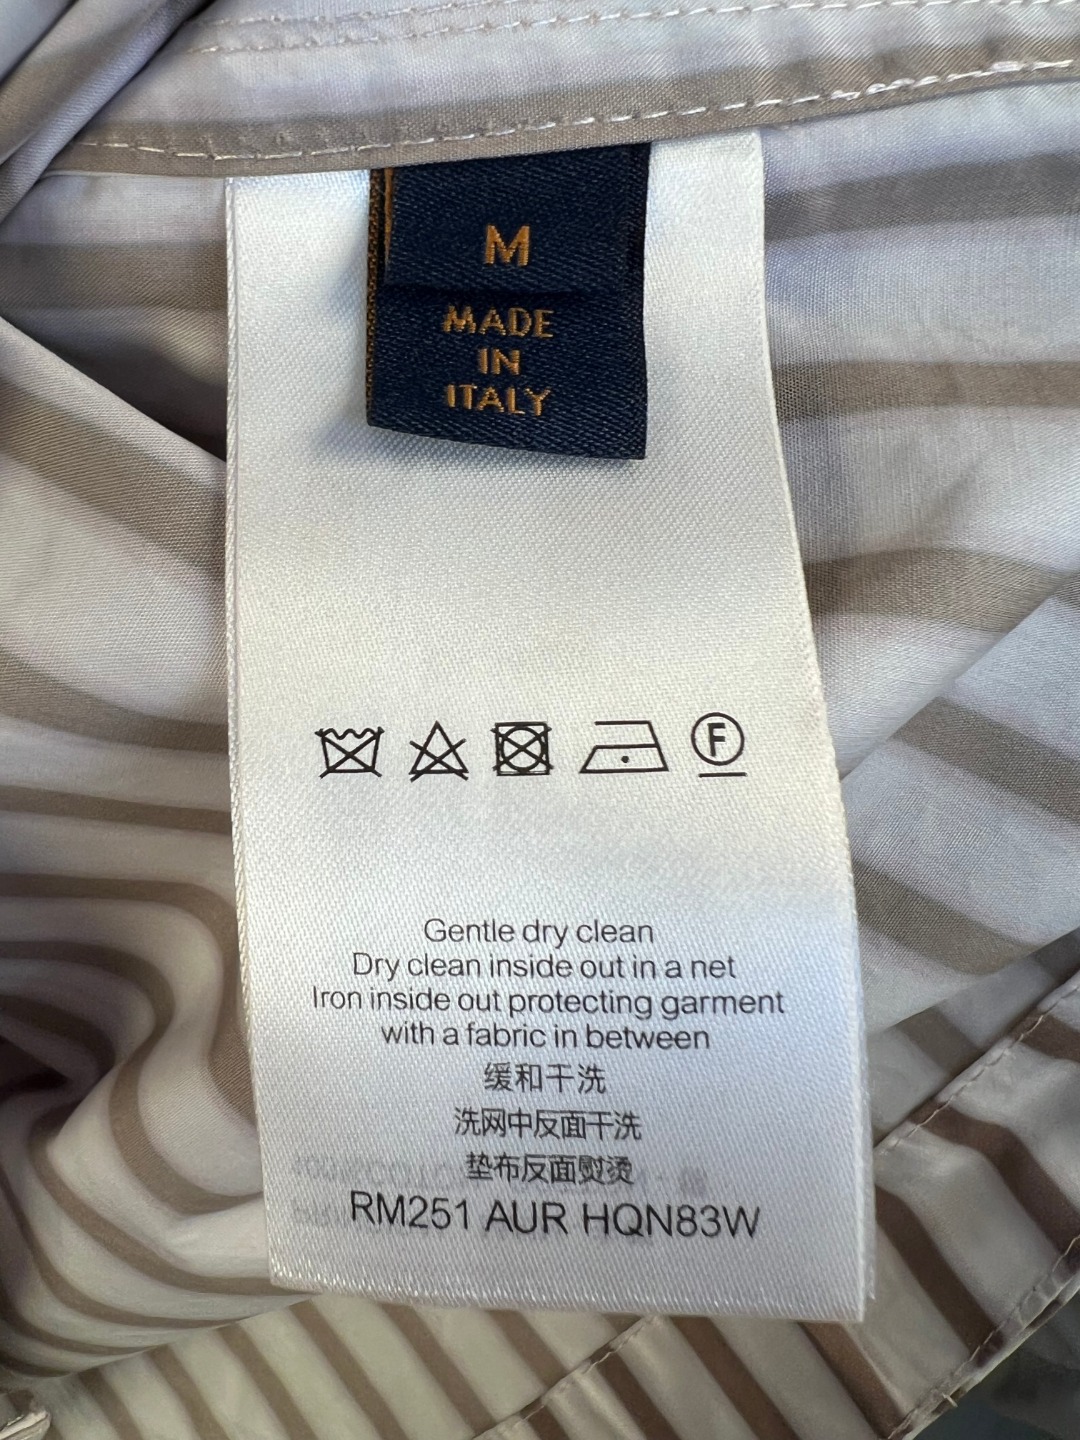 M
MADE
IN
ITALY
F
Gentle dry clean
Dry clean inside out in a net
Iron inside out protecting garment
with a fabric in between
缓和干洗
洗网中反面干洗
垫布反面熨烫
RM251 AUR HQN83W